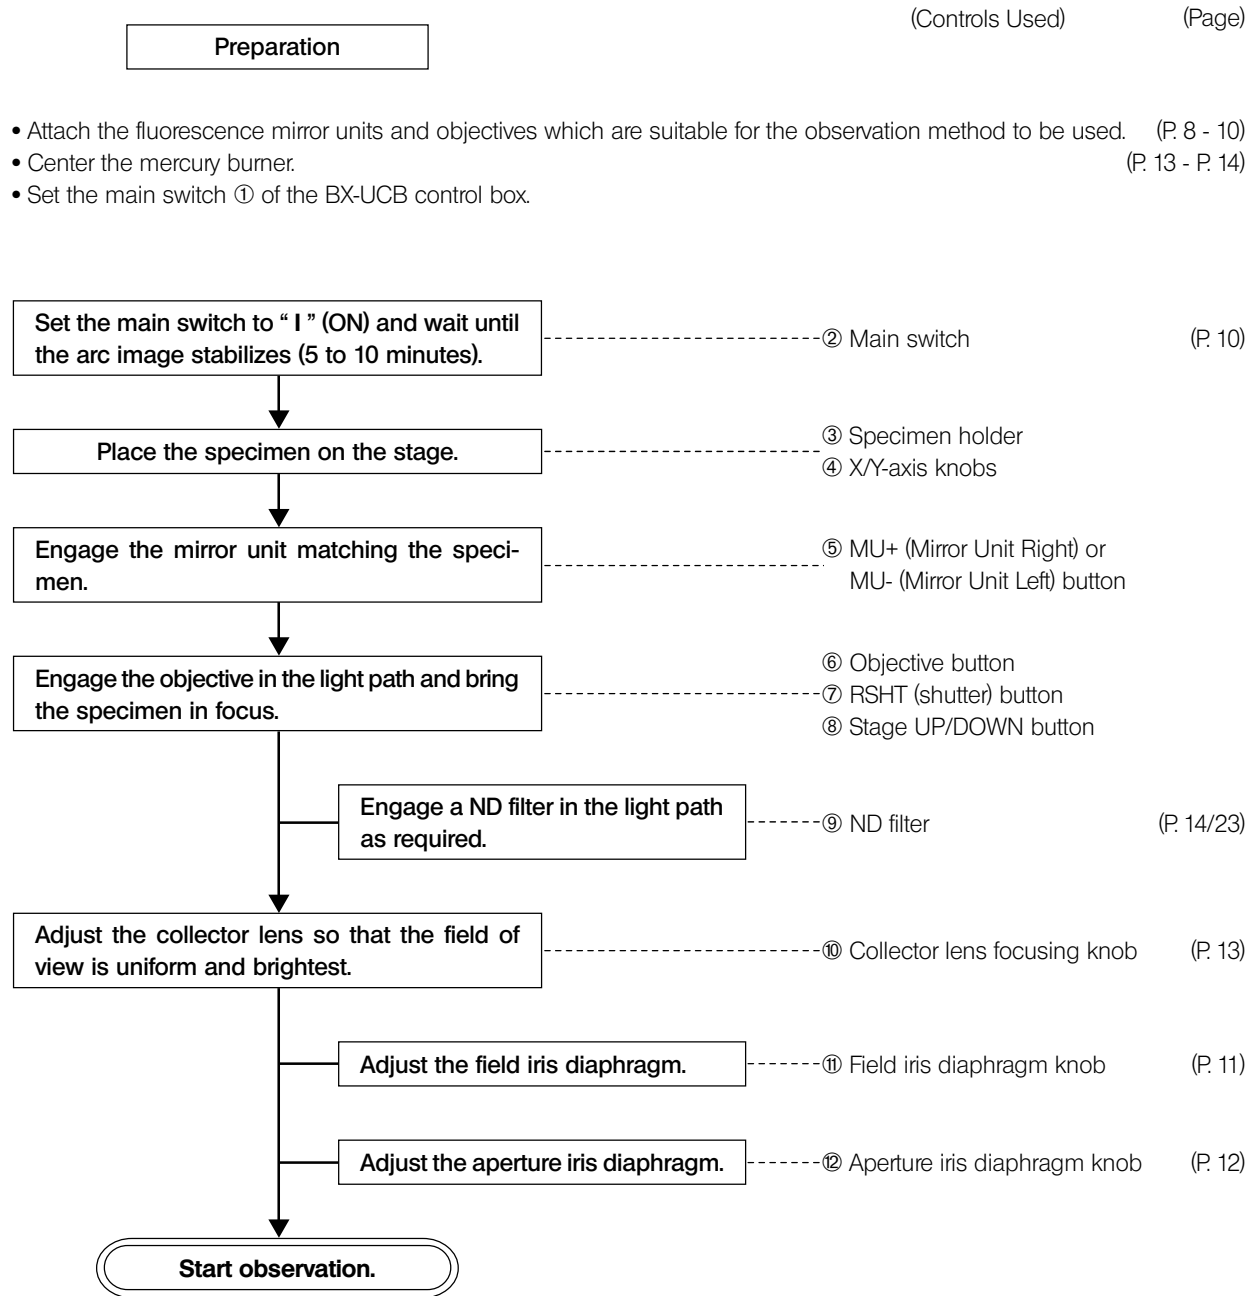 (Controls Used) (Page)
Preparation
• Attach the fluorescence mirror units and objectives which are suitable for the observation method to be used. (P. 8 - 10)
• Center the mercury burner. (P. 13 - P. 14)
• Set the main switch ① of the BX-UCB control box.
Set the main switch to “ I ” (ON) and wait until
the arc image stabilizes (5 to 10 minutes).
② Main switch (P. 10)
Place the specimen on the stage.
③ Specimen holder
④ X/Y-axis knobs
Engage the mirror unit matching the speci-
men.
⑤ MU+ (Mirror Unit Right) or
MU- (Mirror Unit Left) button
Engage the objective in the light path and bring
the specimen in focus.
⑥ Objective button
⑦ RSHT (shutter) button
⑧ Stage UP/DOWN button
Engage a ND filter in the light path
as required.
⑨ ND filter (P. 14/23)
Adjust the collector lens so that the field of
view is uniform and brightest.
⑩ Collector lens focusing knob (P. 13)
Adjust the field iris diaphragm.
⑪ Field iris diaphragm knob (P. 11)
Adjust the aperture iris diaphragm.
⑫ Aperture iris diaphragm knob (P. 12)
Start observation.